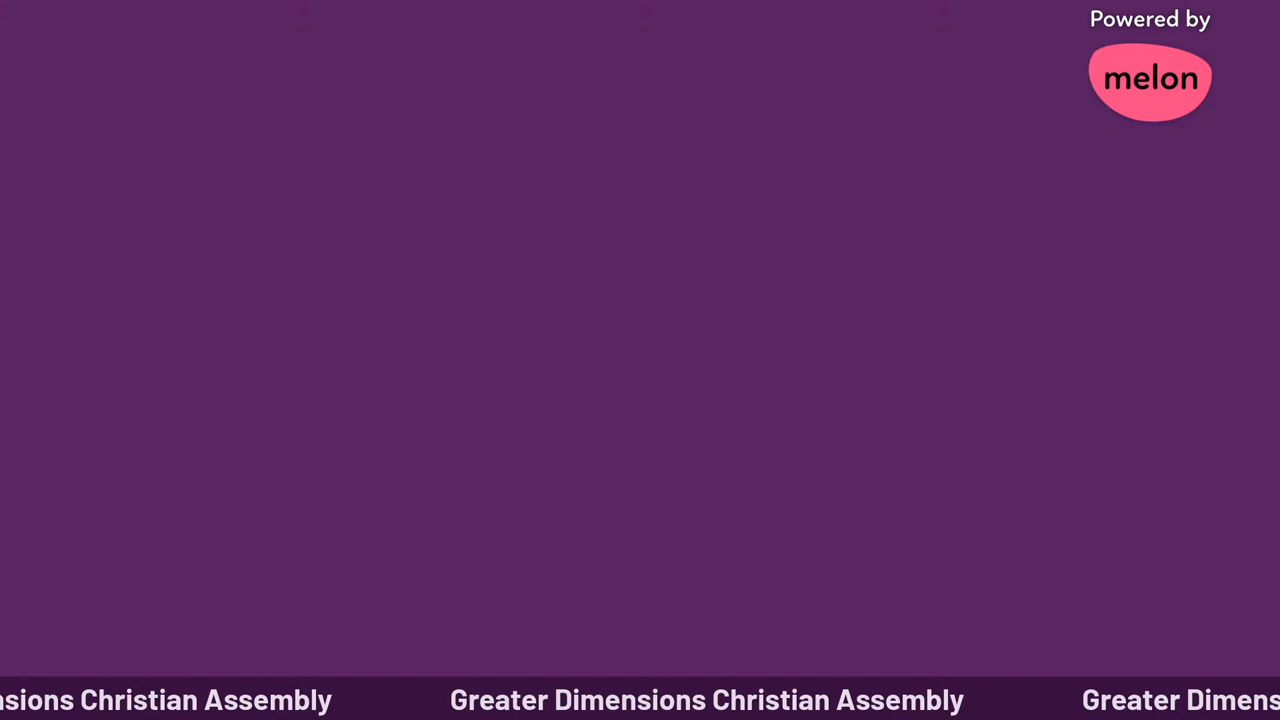 Powered by
melon
nsions Christian Assembly Greater Dimensions Christian Assembly Greater Dimens